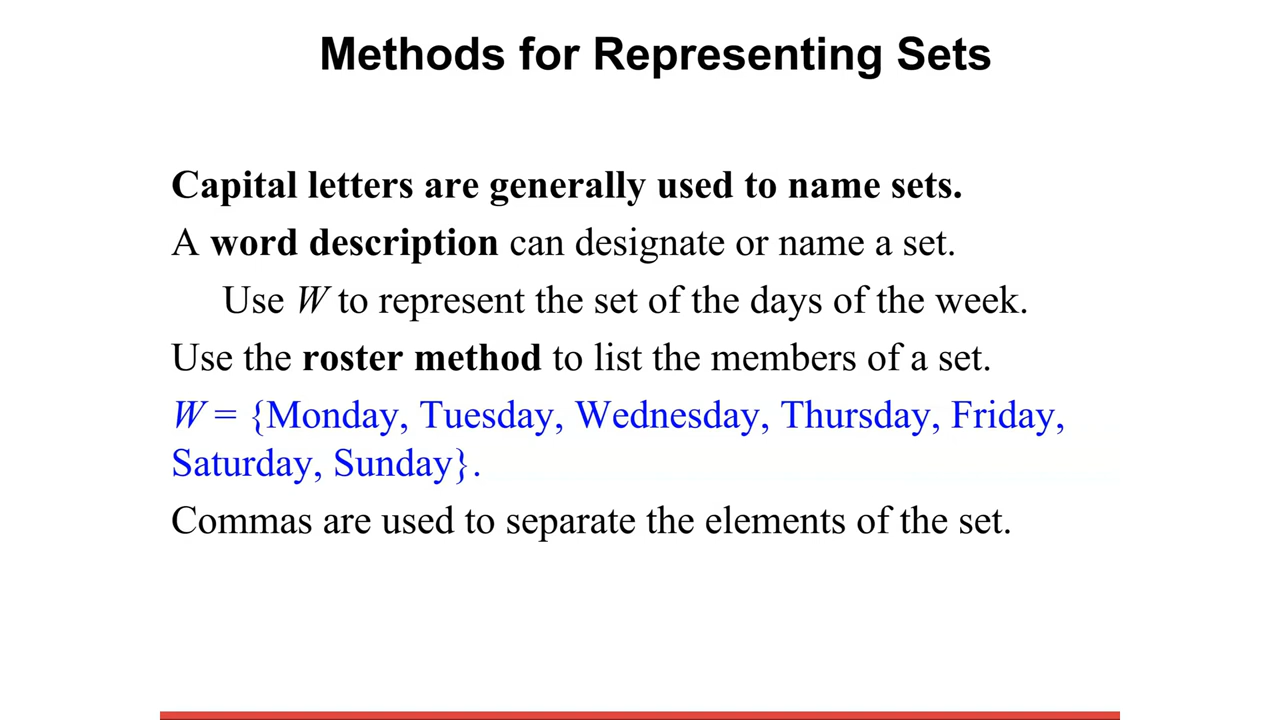 Methods for Representing Sets
Capital letters are generally used to name sets.
A word description can designate or name a set.
Use W to represent the set of the days of the week.
Use the roster method to list the members of a set.
W = {Monday, Tuesday, Wednesday, Thursday, Friday,
Saturday, Sunday}.
Commas are used to separate the elements of the set.